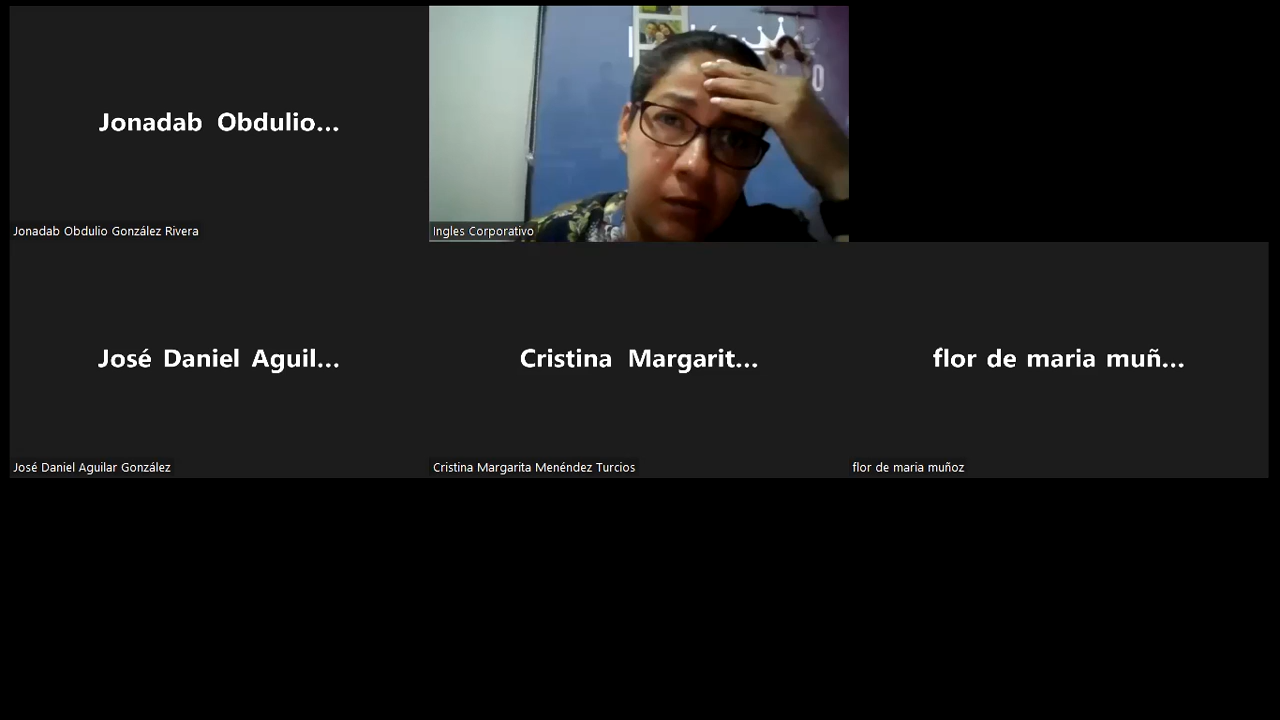 Jonadab Obdulio...
Jonadab Obdulio González Rivera
Ingles Corporativo
José Daniel Aguil...
Cristina Margarit...
flor de maria muñ...
José Daniel Aguilar González
Cristina Margarita Menéndez Turcios
flor de maria muñoz